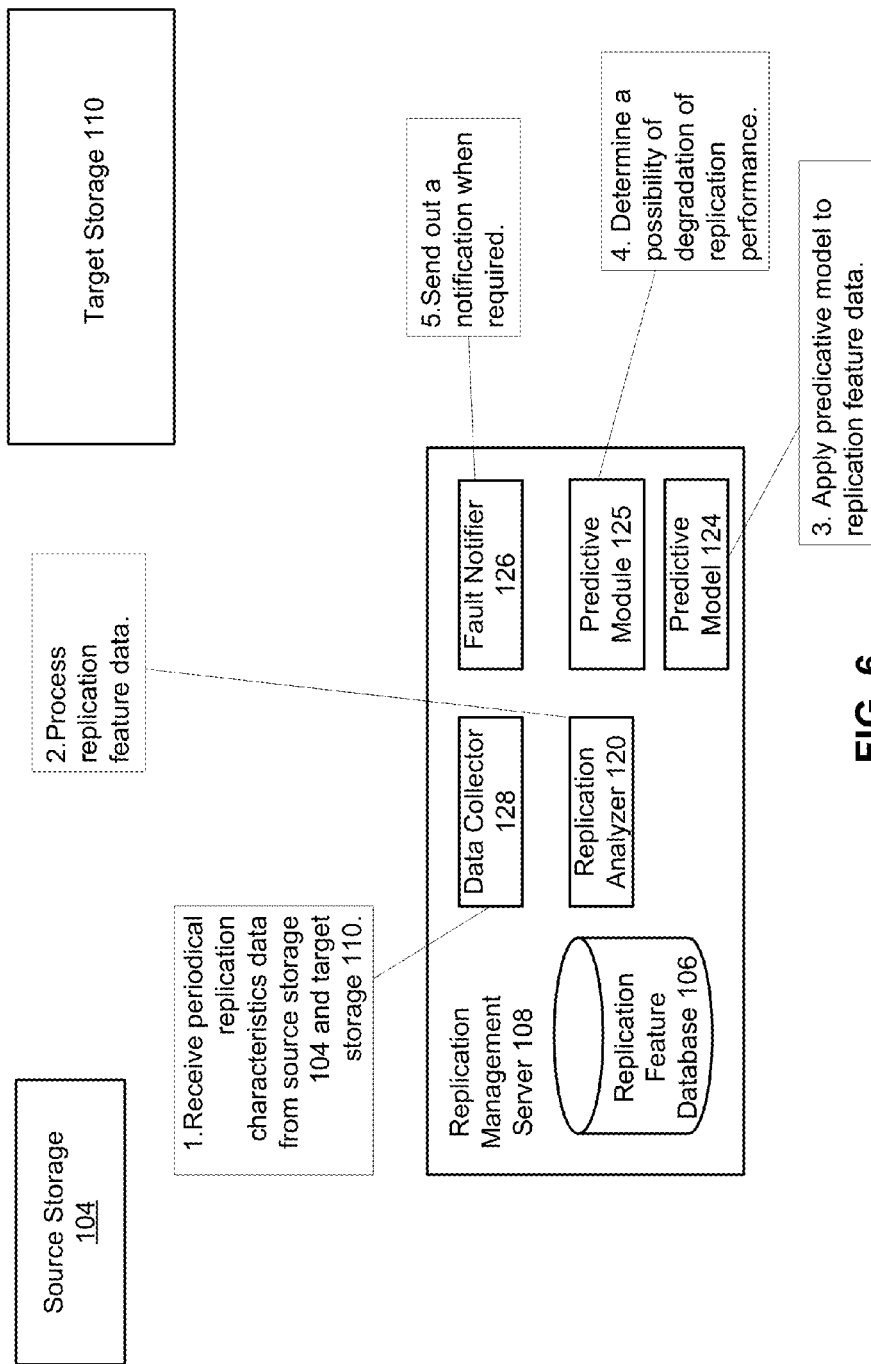 Source Storage
104
Target Storage 110
1.Receive periodical
replication
characteristics data
from source storage
104 and target
storage 110.
2.Process
replication
feature data.
5.Send out a
notification when
required.
4. Determine a
possibility of
degradation of
replication
performance.
3. Apply predicative model to
replication feature data.
Replication
Management
Server 108
Replication
Feature
Database 106
Data Collector
128
Replication
Analyzer 120
Fault Notifier
126
Predictive
Module 125
Predictive
Model 124
FIG. 6